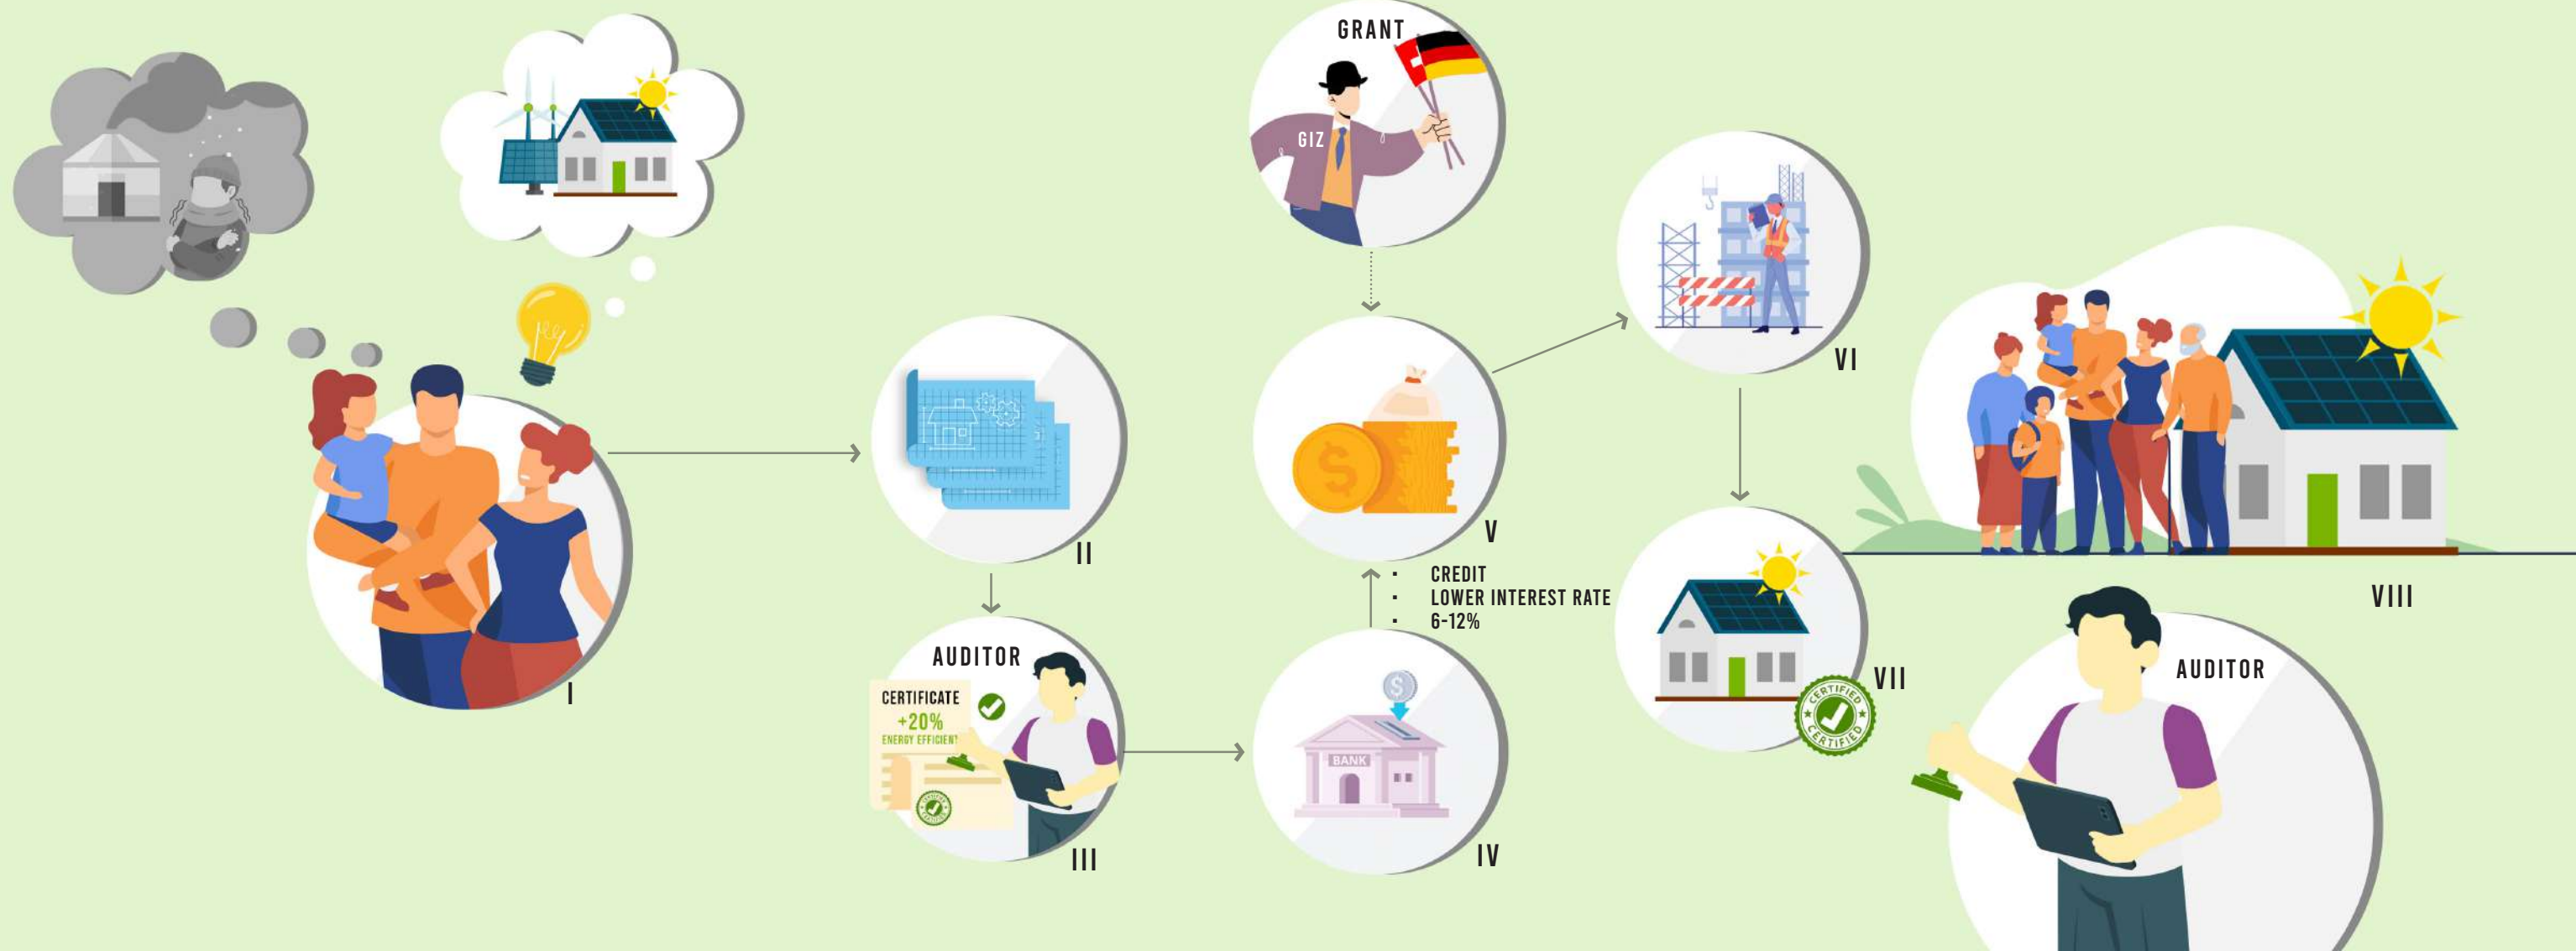 GRANT
GIZ
I
II
AUDITOR
CERTIFICATE
+20%
ENERGY EFFICIENT
CERTIFIED
III
BANK
$
IV
▪ CREDIT
▪ LOWER INTEREST RATE
▪ 6-12%
$
V
VI
VII
CERTIFIED
CERTIFIED
VIII
AUDITOR